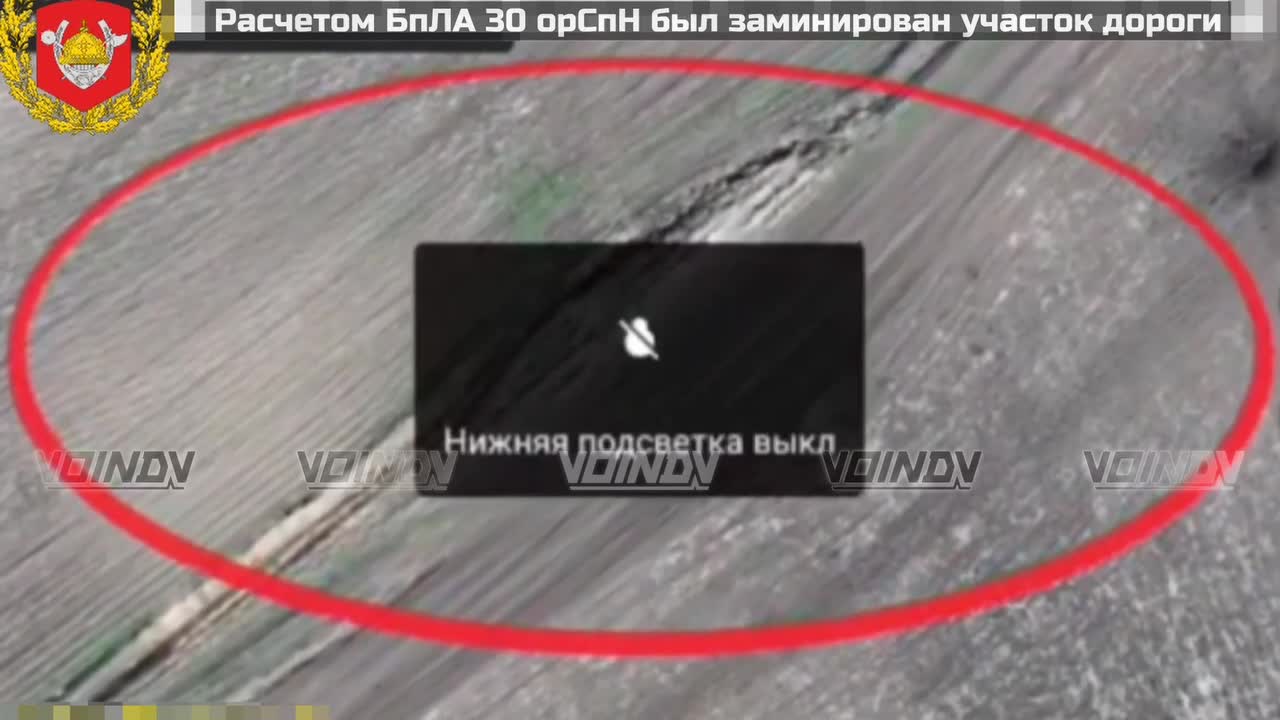 Расчетом БпЛА 30 орСпН был заминирован участок дороги
Нижняя подсветка выкл
VOINDV VOINDV VOINDV VOINDV VOINDV